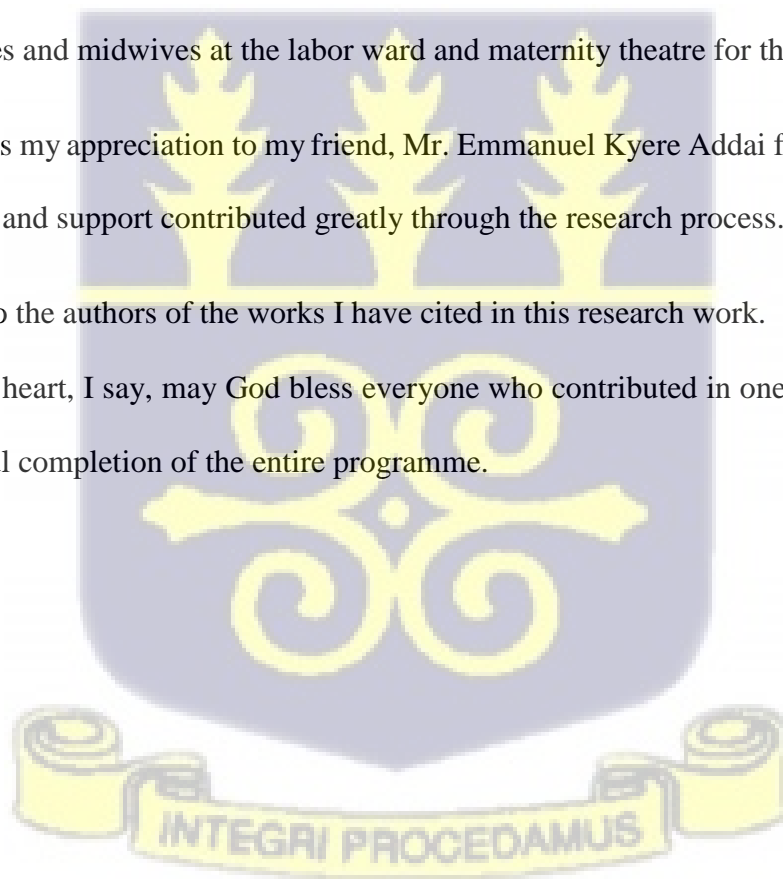 es and midwives at the labor ward and maternity theatre for th
s my appreciation to my friend, Mr. Emmanuel Kyere Addai f
and support contributed greatly through the research process.
o the authors of the works I have cited in this research work.
heart, I say, may God bless everyone who contributed in one
l completion of the entire programme.
INTEGRI PROCEDAMUS